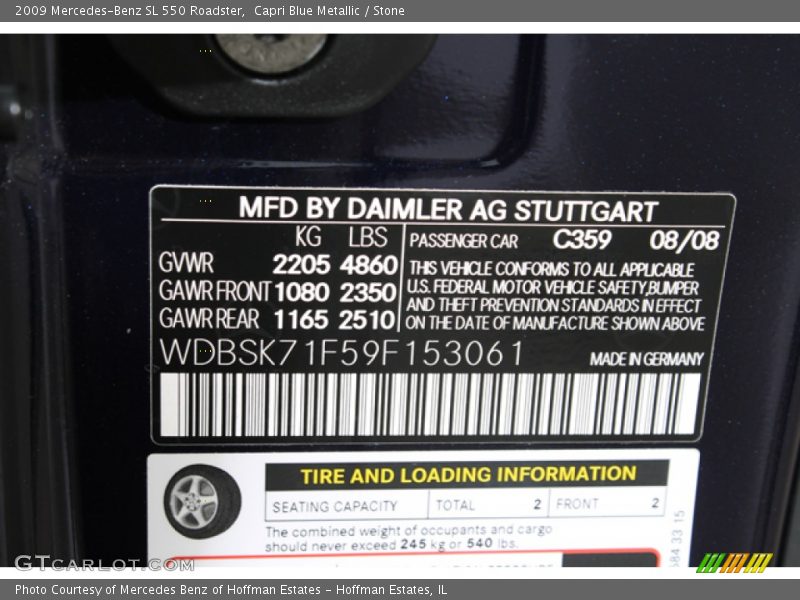 2009 Mercedes-Benz SL 550 Roadster, Capri Blue Metallic / Stone
MFD BY DAIMLER AG STUTTGART
KG LBS
GVWR 2205 4860
GAWR FRONT 1080 2350
GAWR REAR 1165 2510
PASSENGER CAR C359 08/08
THIS VEHICLE CONFORMS TO ALL APPLICABLE
U.S. FEDERAL MOTOR VEHICLE SAFETY,BUMPER
AND THEFT PREVENTION STANDARDS IN EFFECT
ON THE DATE OF MANUFACTURE SHOWN ABOVE
WDBSK71F59F153061 MADE IN GERMANY
TIRE AND LOADING INFORMATION
SEATING CAPACITY TOTAL 2 FRONT 2
The combined weight of occupants and cargo
should never exceed 245 kg or 540 lbs.
584 33 15
GTcarlot.com
Photo Courtesy of Mercedes Benz of Hoffman Estates - Hoffman Estates, IL